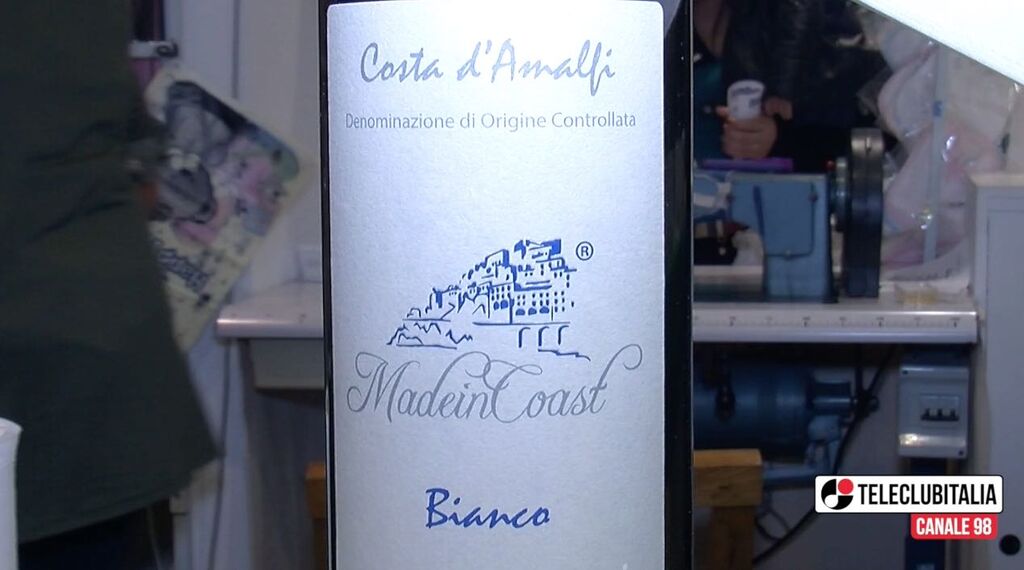 Costa d'Amalfi
Denominazione di Origine Controllata
®
MadeinCoast
Bianco
TELECLUBITALIA
CANALE 98